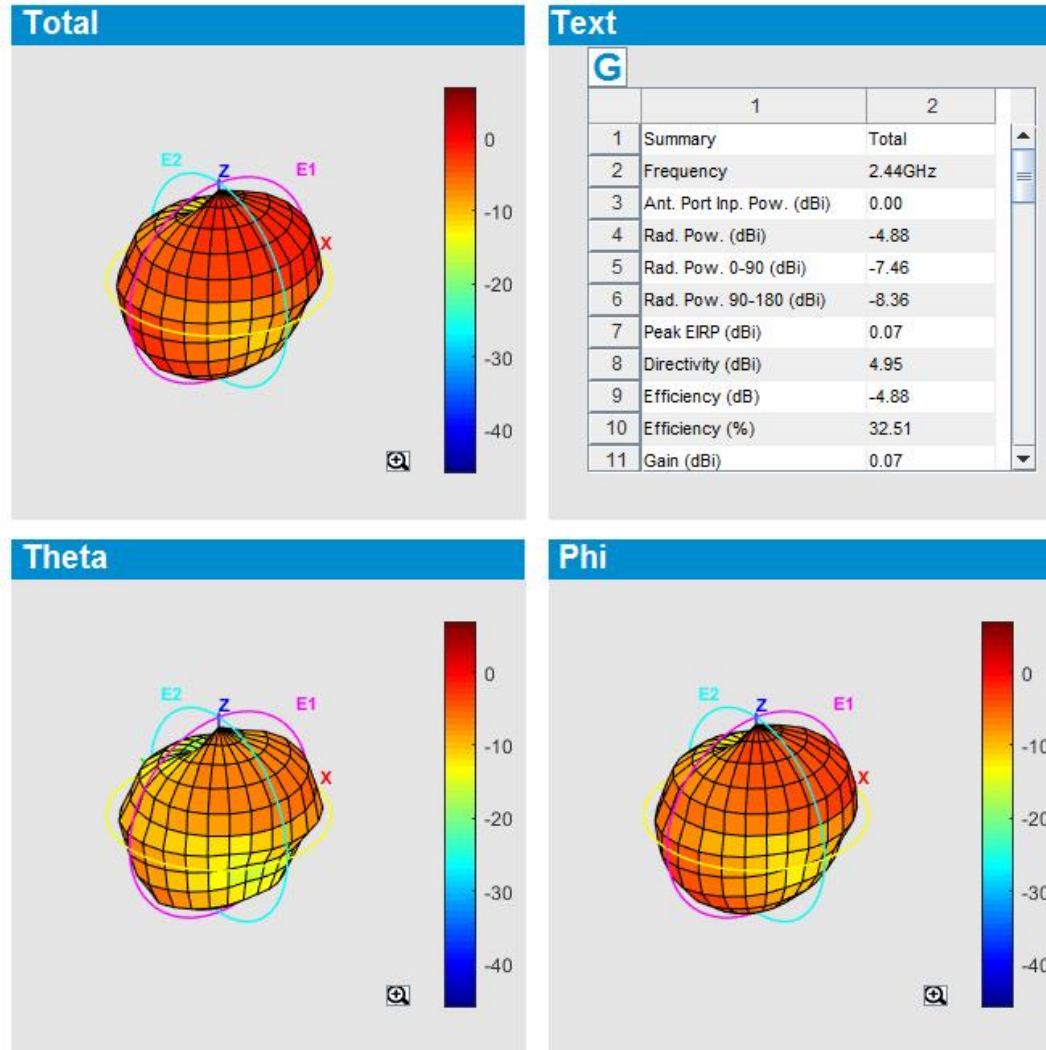 Total
0
-10
-20
-30
-40
E2
Z
E1
X
Text
G
1 2
1 Summary Total
2 Frequency 2.44GHz
3 Ant. Port Inp. Pow. (dBi) 0.00
4 Rad. Pow. (dBi) -4.88
5 Rad. Pow. 0-90 (dBi) -7.46
6 Rad. Pow. 90-180 (dBi) -8.36
7 Peak EIRP (dBi) 0.07
8 Directivity (dBi) 4.95
9 Efficiency (dB) -4.88
10 Efficiency (%) 32.51
11 Gain (dBi) 0.07
Theta
0
-10
-20
-30
-40
E2
Z
E1
X
Phi
0
-10
-20
-30
-40
E2
Z
E1
X